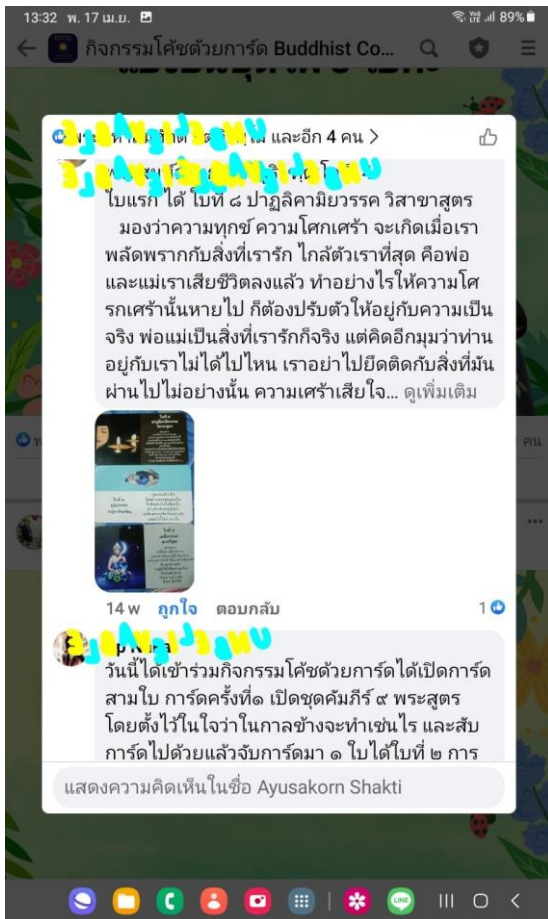 13:32 พ. 17 เม.ย.
89%
กิจกรรมโค้ชด้วยการ์ด Buddhist Co...
และอีก 4 คน >
ใบแรก ได้ ใบที่ ๘ ปาฏลิคามิยวรรค วิสาขาสูตร
มองว่าความทุกข์ ความโศกเศร้า จะเกิดเมื่อเรา
พลัดพรากกับสิ่งที่เรารัก ไกล้ตัวเราที่สุด คือพ่อ
และแม่เราเสียชีวิตลงแล้ว ทำอย่างไรให้ความโศ
รกเศร้านั้นหายไป ก็ต้องปรับตัวให้อยู่กับความเป็น
จริง พ่อแม่เป็นสิ่งที่เรารักก็จริง แต่คิดอีกมุมว่าท่าน
อยู่กับเราไม่ได้ไปไหน เราอย่าไปยึดติดกับสิ่งที่มัน
ผ่านไปไม่อย่างนั้น ความเศร้าเสียใจ... ดูเพิ่มเติม
คน
14 w ถูกใจ ตอบกลับ 1
วันนี้ได้เข้าร่วมกิจกรรมโค้ชด้วยการ์ดได้เปิดการ์ด
สามใบ การ์ดครั้งที่๑ เปิดชุดคัมภีร์ ๙ พระสูตร
โดยตั้งไว้ในใจว่าในกาลข้างจะทำเช่นไร และสับ
การ์ดไปด้วยแล้วจับการ์ดมา ๑ ใบได้ใบที่ ๒ การ
แสดงความคิดเห็นในชื่อ Ayusakorn Shakti
LINE